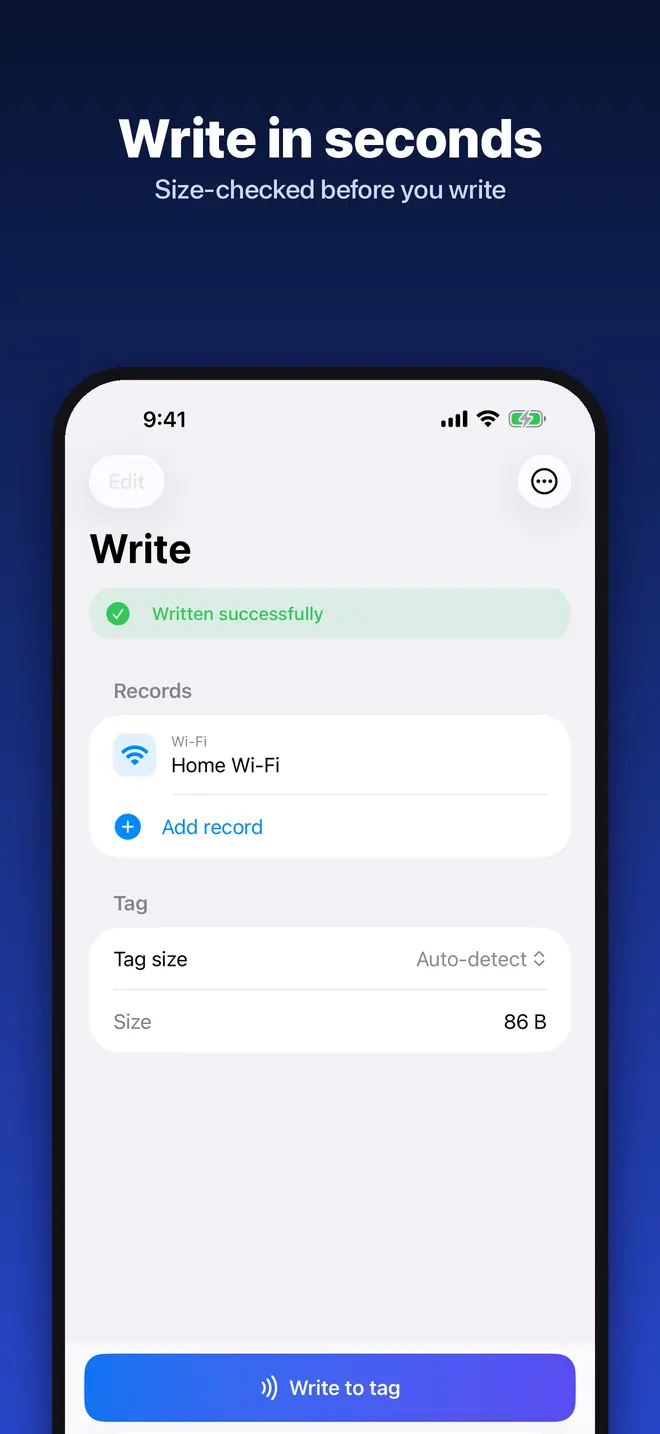 Write in seconds
Size-checked before you write
9:41
Edit
Write
Written successfully
Records
Wi-Fi
Home Wi-Fi
Add record
Tag
Tag size
Auto-detect
Size
86 B
Write to tag